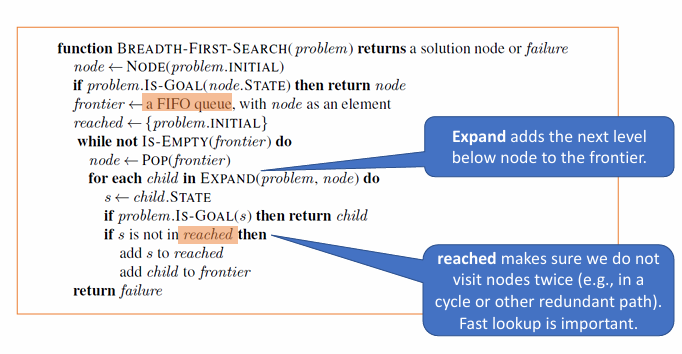 function BREADTH-FIRST-SEARCH(problem) returns a solution node or failure
node ← NODE(problem.INITIAL)
if problem.IS-GOAL(node.STATE) then return node
frontier ← a FIFO queue, with node as an element
reached ← {problem.INITIAL}
while not IS-EMPTY(frontier) do
node ← POP(frontier)
for each child in EXPAND(problem, node) do
s ← child.STATE
if problem.IS-GOAL(s) then return child
if s is not in reached then
add s to reached
add child to frontier
return failure
Expand adds the next level
below node to the frontier.
reached makes sure we do not
visit nodes twice (e.g., in a
cycle or other redundant path).
Fast lookup is important.